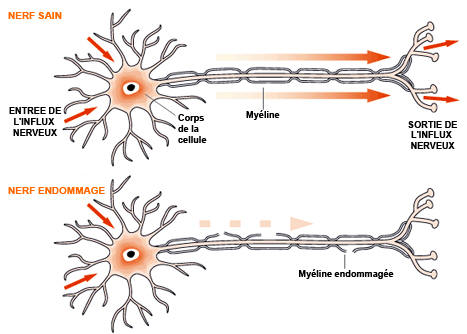 NERF SAIN
ENTREE DE
L'INFLUX
NERVEUX
Corps
de la
cellule
Myéline
SORTIE DE
L'INFLUX
NERVEUX
NERF ENDOMMAGE
Myéline endommagée